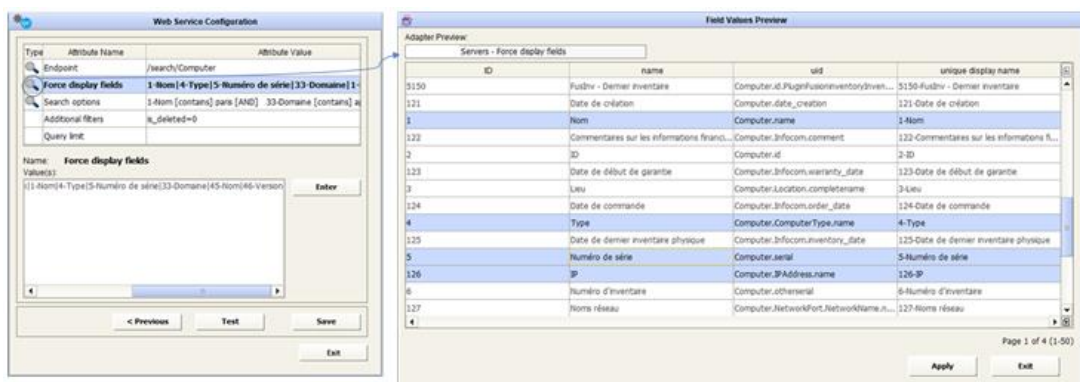 Web Service Configuration
Type Attribute Name Attribute Value
Endpoint /search/Computer
Force display fields 1-Nom|4-Type|5-Numéro de série|33-Domaine|1-
Search options 1-Nom [contains] paris [AND] 33-Domaine [contains] a
Additional filters is_deleted=0
Query limit
Name: Force display fields
Value(s):
|1-Nom|4-Type|5-Numéro de série|33-Domaine|45-Nom|46-Version
Enter
< Previous Test Save
Exit
Field Values Preview
Adapter Preview:
Servers - Force display fields
ID name uid unique display name
5150 FusInv - Dernier inventaire Computer.id.PluginFusioninventoryInven... 5150-FusInv - Dernier inventaire
121 Date de création Computer.date_creation 121-Date de création
1 Nom Computer.name 1-Nom
122 Commentaires sur les informations financi... Computer.Infocom.comment 122-Commentaires sur les informations fi...
2 ID Computer.id 2-ID
123 Date de début de garantie Computer.Infocom.warranty_date 123-Date de début de garantie
3 Lieu Computer.Location.completename 3-Lieu
124 Date de commande Computer.Infocom.order_date 124-Date de commande
4 Type Computer.ComputerType.name 4-Type
125 Date de dernier inventaire physique Computer.Infocom.inventory_date 125-Date de dernier inventaire physique
5 Numéro de série Computer.serial 5-Numéro de série
126 IP Computer.IPAddress.name 126-IP
6 Numéro d'inventaire Computer.otherserial 6-Numéro d'inventaire
127 Noms réseau Computer.NetworkPort.NetworkName.n... 127-Noms réseau
Page 1 of 4 (1-50)
Apply Exit